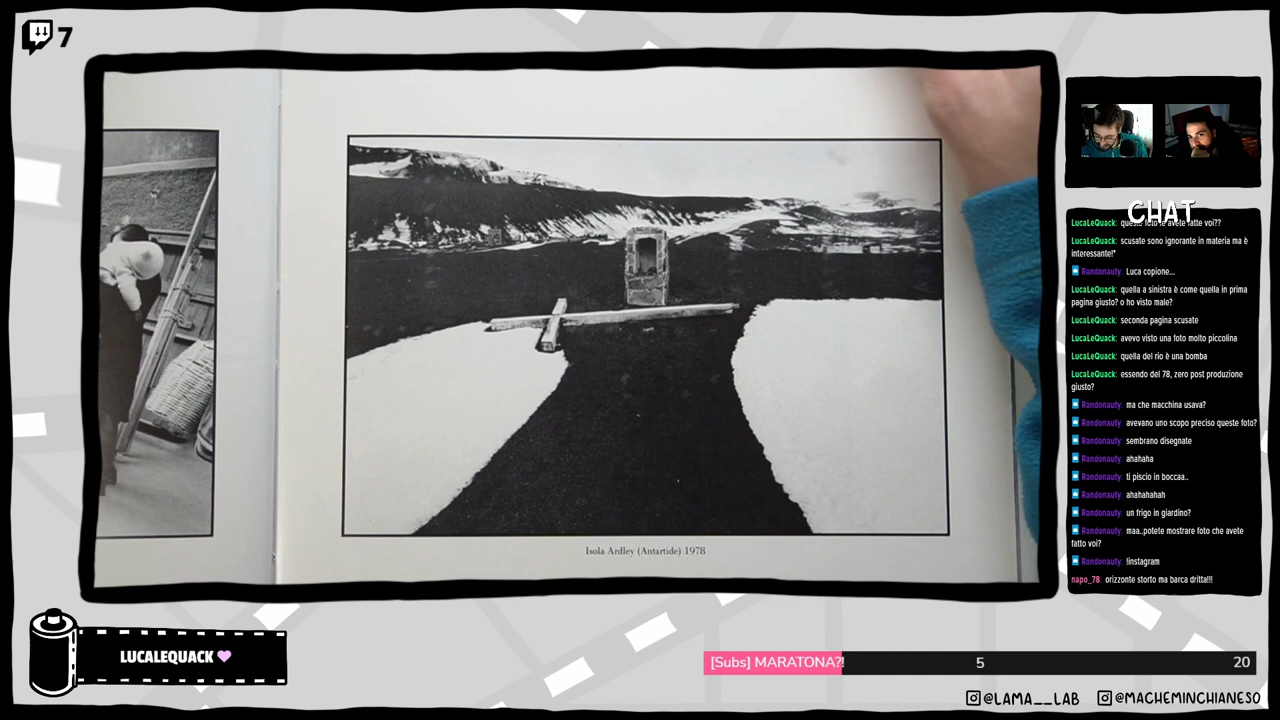 7
CHAT
LucaLeQuack: queste foto le avete fatte voi??
LucaLeQuack: scusate sono ignorante in materia ma è
interessante!*
Randonauty: Luca copione...
LucaLeQuack: quella a sinistra è come quella in prima
pagina giusto? o ho visto male?
LucaLeQuack: seconda pagina scusate
LucaLeQuack: avevo visto una foto molto piccolina
LucaLeQuack: quella del rio è una bomba
LucaLeQuack: essendo del 78, zero post produzione
giusto?
Randonauty: ma che macchina usava?
Randonauty: avevano uno scopo preciso queste foto?
Randonauty: sembrano disegnate
Randonauty: ahahaha
Randonauty: ti piscio in boccaa..
Randonauty: ahahahahah
Randonauty: un frigo in giardino?
Randonauty: maa..potete mostrare foto che avete
fatto voi?
Randonauty: !instagram
napo_78: orizzonte storto ma barca dritta!!!
Isola Ardley (Antartide) 1978
LUCALEQUACK
[Subs] MARATONA?! 5 20
@LAMA__LAB @MACHEMINCHIANESO